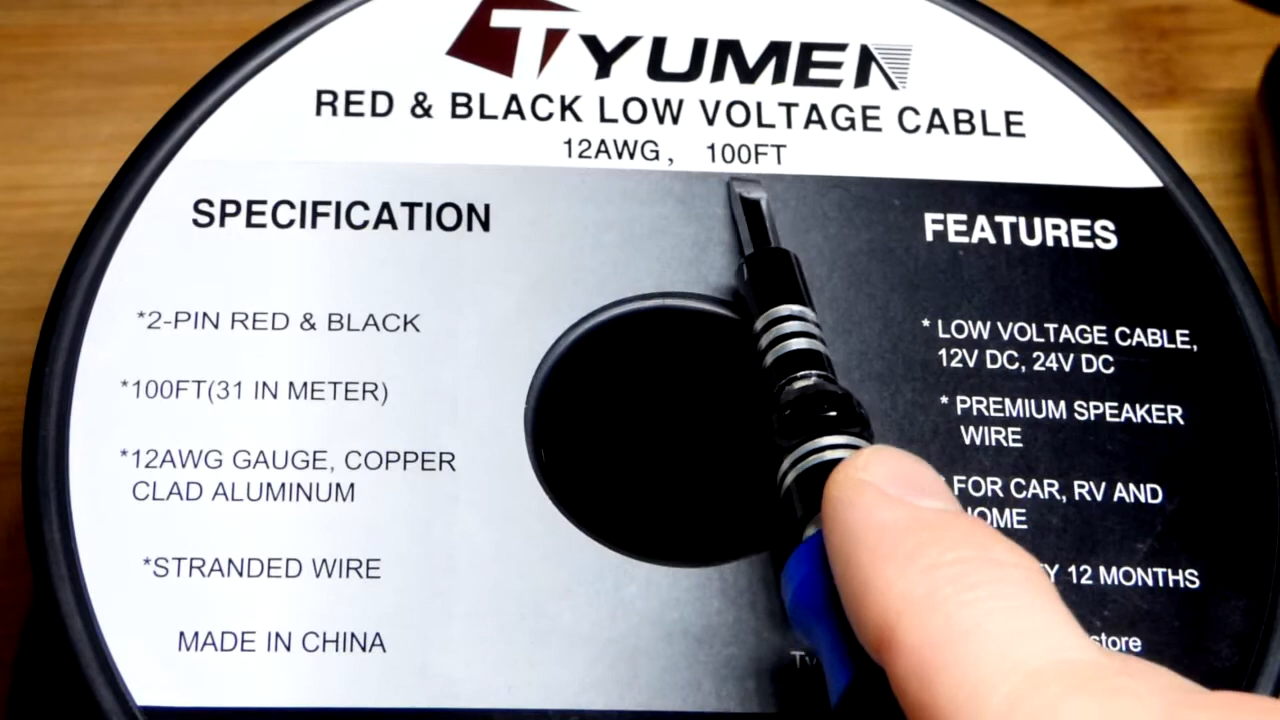 TYUMEN
RED & BLACK LOW VOLTAGE CABLE
12AWG, 100FT
SPECIFICATION
*2-PIN RED & BLACK
*100FT(31 IN METER)
*12AWG GAUGE, COPPER
CLAD ALUMINUM
*STRANDED WIRE
MADE IN CHINA
FEATURES
* LOW VOLTAGE CABLE,
12V DC, 24V DC
* PREMIUM SPEAKER
WIRE
FOR CAR, RV AND
12 MONTHS
store